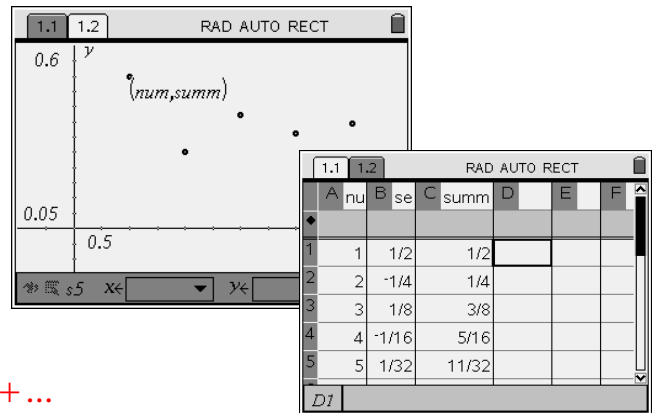 1.1 1.2 RAD AUTO RECT
0.6 y
(num,summ)
0.05
0.5
s5 x← y←
1.1 1.2 RAD AUTO RECT
A nu B se C summ D E F
◆
1 1 1/2 1/2
2 2 -1/4 1/4
3 3 1/8 3/8
4 4 -1/16 5/16
5 5 1/32 11/32
D1
+ ...